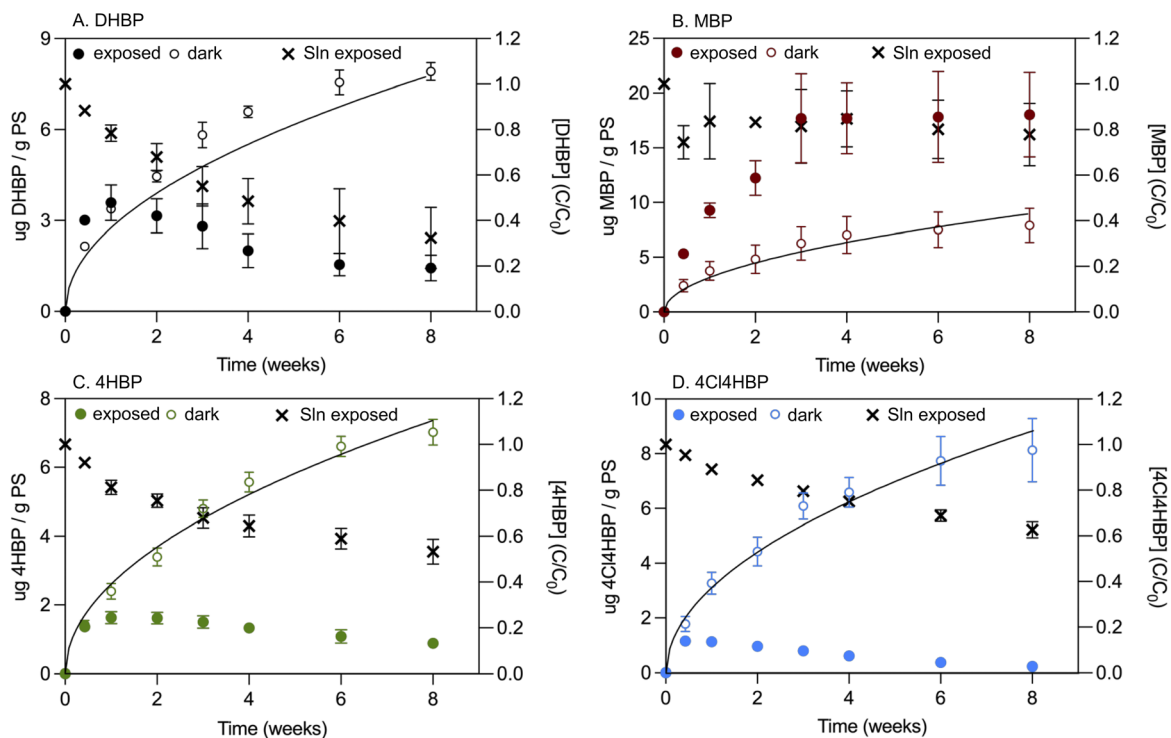 A. DHBP
exposed dark Sln exposed
9
6
3
0
ug DHBP / g PS
1.2
1.0
0.8
0.6
0.4
0.2
0.0
[DHBP] (C/C0)
0 2 4 6 8
Time (weeks)
B. MBP
exposed dark Sln exposed
25
20
15
10
5
0
ug MBP / g PS
1.2
1.0
0.8
0.6
0.4
0.2
0.0
[MBP] (C/C0)
0 2 4 6 8
Time (weeks)
C. 4HBP
exposed dark Sln exposed
8
6
4
2
0
ug 4HBP / g PS
1.2
1.0
0.8
0.6
0.4
0.2
0.0
[4HBP] (C/C0)
0 2 4 6 8
Time (weeks)
D. 4Cl4HBP
exposed dark Sln exposed
10
8
6
4
2
0
ug 4Cl4HBP / g PS
1.2
1.0
0.8
0.6
0.4
0.2
0.0
[4Cl4HBP] (C/C0)
0 2 4 6 8
Time (weeks)